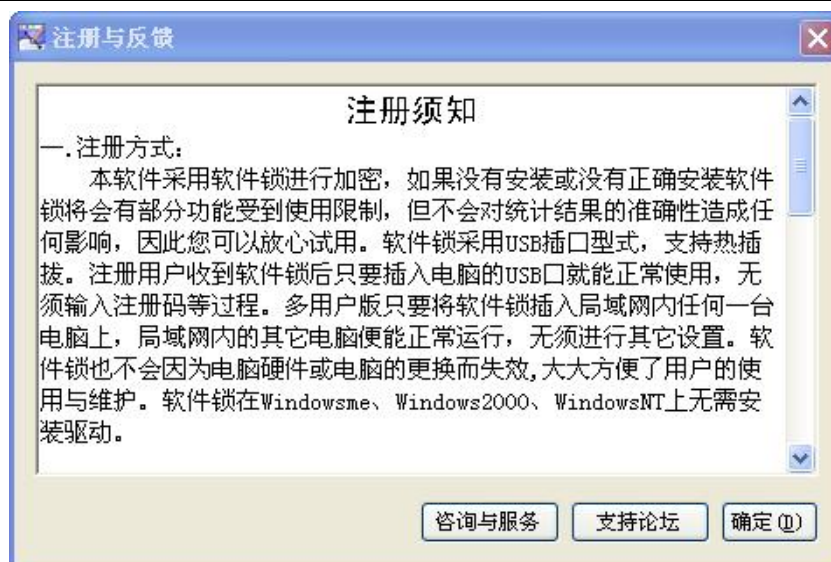 注册与反馈
注册须知
一.注册方式：
本软件采用软件锁进行加密，如果没有安装或没有正确安装软件
锁将会有部分功能受到使用限制，但不会对统计结果的准确性造成任
何影响，因此您可以放心试用。软件锁采用USB插口型式，支持热插
拔。注册用户收到软件锁后只要插入电脑的USB口就能正常使用，无
须输入注册码等过程。多用户版只要将软件锁插入局域网内任何一台
电脑上，局域网内的其它电脑便能正常运行，无须进行其它设置。软
件锁也不会因为电脑硬件或电脑的更换而失效,大大方便了用户的使
用与维护。软件锁在Windowsme、Windows2000、WindowsNT上无需安
装驱动。
咨询与服务 支持论坛 确定(D)